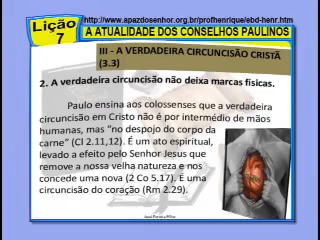 Lição
7
http://www.apazdosenhor.org.br/profhenrique/ebd-henr.htm
A ATUALIDADE DOS CONSELHOS PAULINOS
III - A VERDADEIRA CIRCUNCISÃO CRISTÃ
(3.3)
2. A verdadeira circuncisão não deixa marcas físicas.
Paulo ensina aos colossenses que a verdadeira
circuncisão em Cristo não é por intermédio de mãos
humanas, mas "no despojo do corpo da
carne" (Cl 2.11,12). É um ato espiritual,
levado a efeito pelo Senhor Jesus que
remove a nossa velha natureza e nos
concede uma nova (2 Co 5.17). É uma
circuncisão do coração (Rm 2.29).